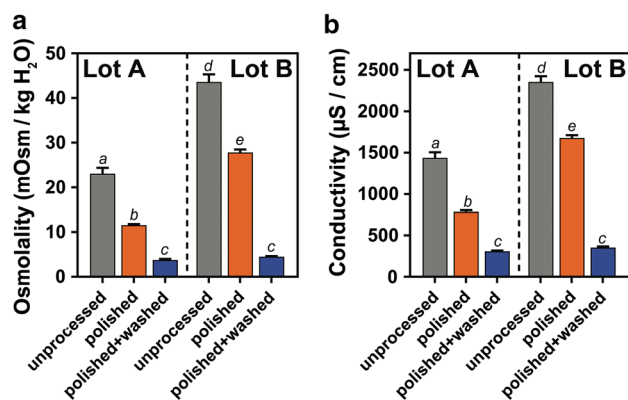 a
Osmolality (mOsm / kg H₂O)
50
40
30
20
10
0
Lot A
Lot B
a
b
c
d
e
c
unprocessed
polished
polished+washed
unprocessed
polished
polished+washed
b
Conductivity (µS / cm)
2500
2000
1500
1000
500
0
Lot A
Lot B
a
b
c
d
e
c
unprocessed
polished
polished+washed
unprocessed
polished
polished+washed